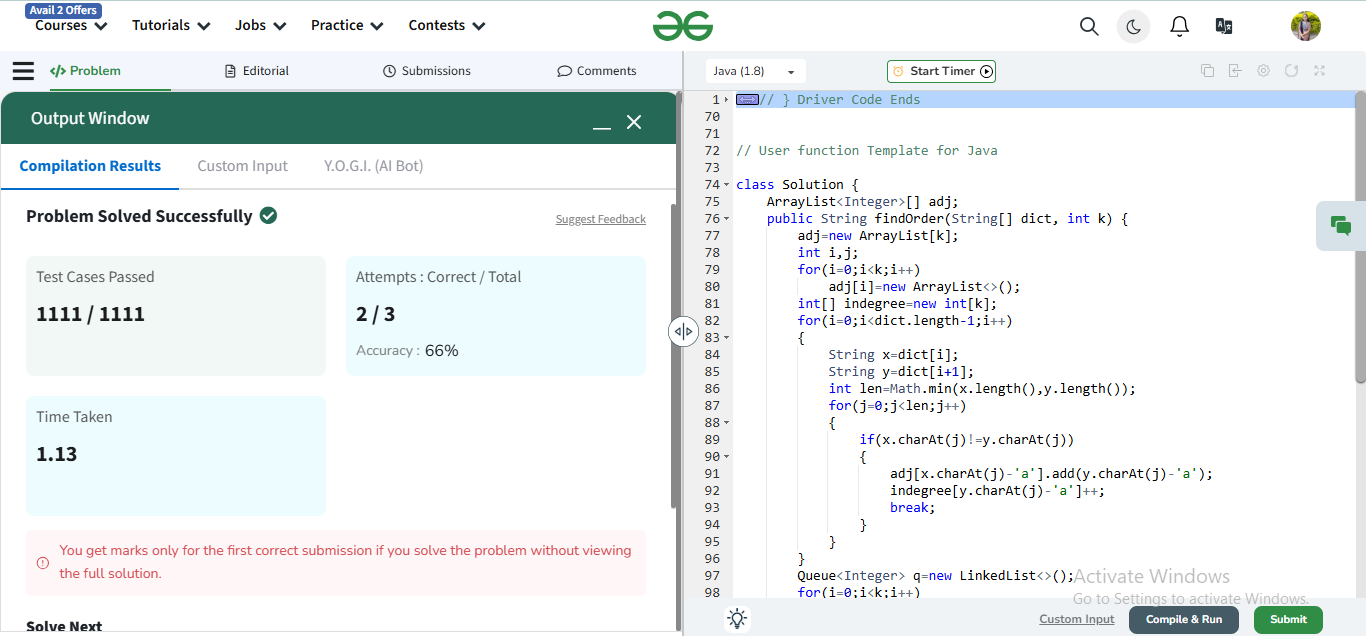 Avail 2 Offers
Courses Tutorials Jobs Practice Contests
</> Problem Editorial Submissions Comments
Java (1.8) Start Timer
Output Window
Compilation Results Custom Input Y.O.G.I. (AI Bot)
Problem Solved Successfully
Suggest Feedback
Test Cases Passed
1111 / 1111
Attempts : Correct / Total
2 / 3
Accuracy : 66%
Time Taken
1.13
You get marks only for the first correct submission if you solve the problem without viewing
the full solution.
Solve Next
1 // } Driver Code Ends
70
71
72 // User function Template for Java
73
74 class Solution {
75 ArrayList<Integer>[] adj;
76 public String findOrder(String[] dict, int k) {
77 adj=new ArrayList[k];
78 int i,j;
79 for(i=0;i<k;i++)
80 adj[i]=new ArrayList<>();
81 int[] indegree=new int[k];
82 for(i=0;i<dict.length-1;i++)
83 {
84 String x=dict[i];
85 String y=dict[i+1];
86 int len=Math.min(x.length(),y.length());
87 for(j=0;j<len;j++)
88 {
89 if(x.charAt(j)!=y.charAt(j))
90 {
91 adj[x.charAt(j)-'a'].add(y.charAt(j)-'a');
92 indegree[y.charAt(j)-'a']++;
93 break;
94 }
95 }
96 }
97 Queue<Integer> q=new LinkedList<>();
98 for(i=0;i<k;i++)
Activate Windows
Go to Settings to activate Windows.
Custom Input Compile & Run Submit